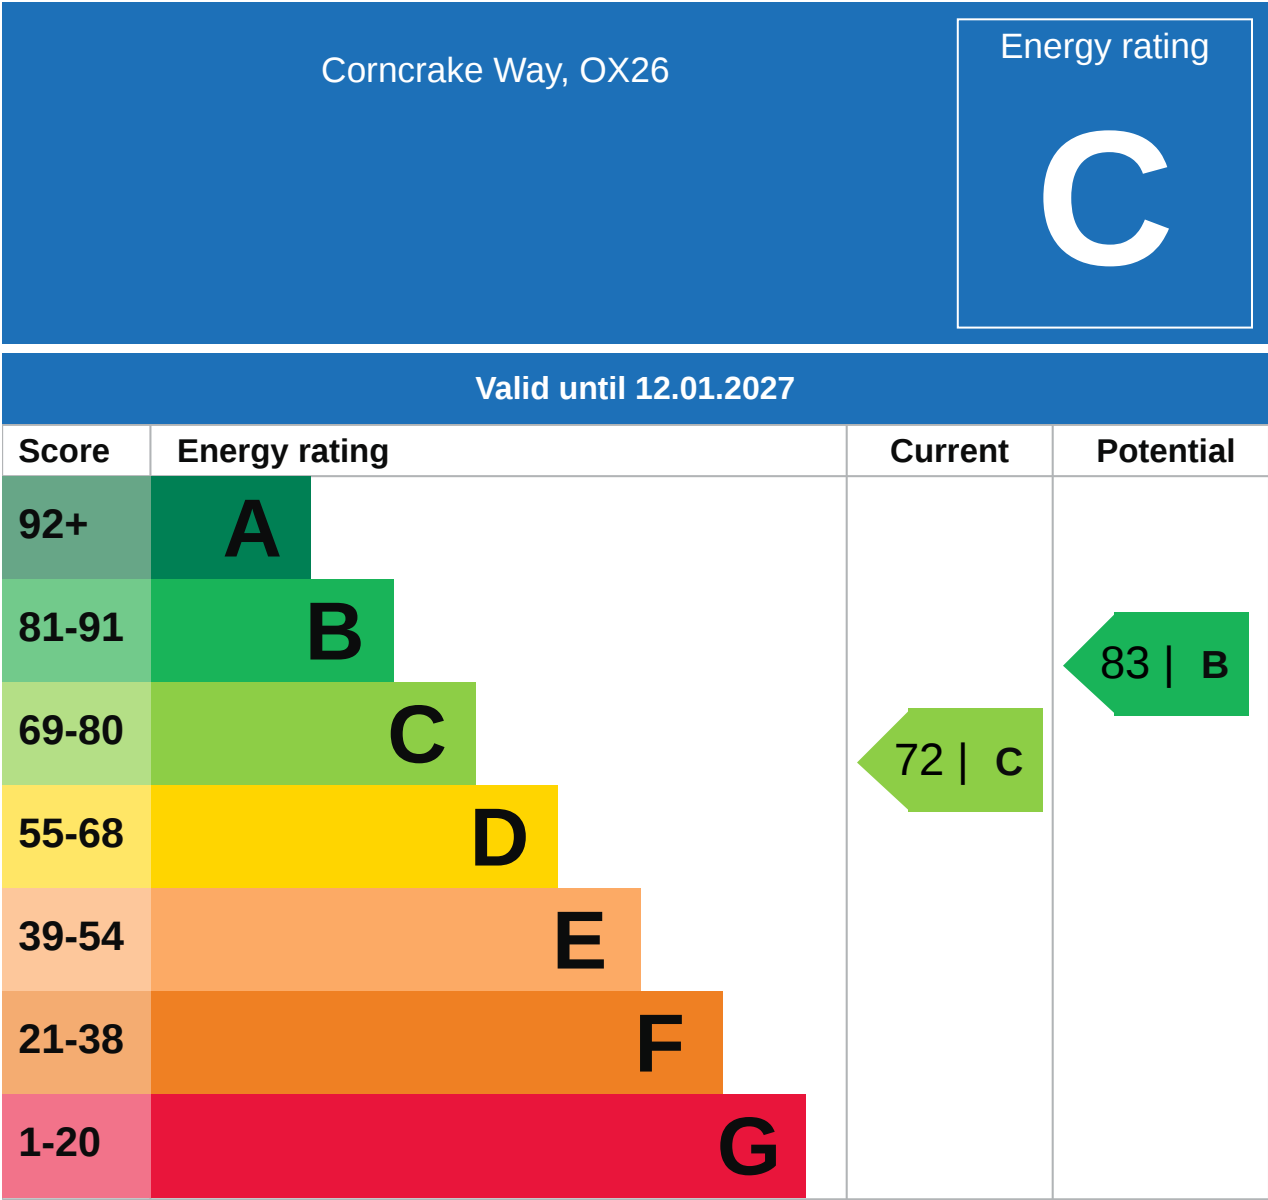 Corncrake Way, OX26
Energy rating
C
Valid until 12.01.2027
Score Energy rating Current Potential
92+ A
81-91 B
83 | B
69-80 C
72 | C
55-68 D
39-54 E
21-38 F
1-20 G